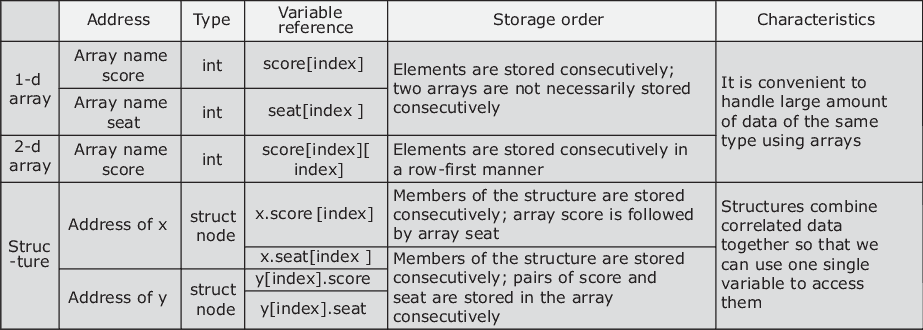 Address
Type
Variable
reference
Storage order
Characteristics
1-d
array
Array name
score
int
score[index]
Elements are stored consecutively;
two arrays are not necessarily stored
consecutively
It is convenient to
handle large amount
of data of the same
type using arrays
Array name
seat
int
seat[index ]
2-d
array
Array name
score
int
score[index][
index]
Elements are stored consecutively in
a row-first manner
Struc
-ture
Address of x
struct
node
x.score [index]
Members of the structure are stored
consecutively; array score is followed
by array seat
Structures combine
correlated data
together so that we
can use one single
variable to access
them
x.seat[index ]
Address of y
struct
node
y[index].score
y[index].seat
Members of the structure are stored
consecutively; pairs of score and
seat are stored in the array
consecutively